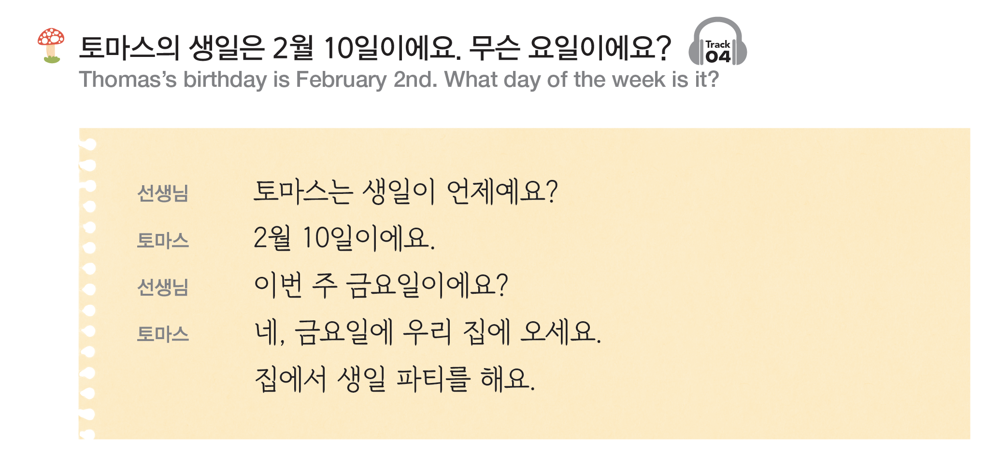 토마스의 생일은 2월 10일이에요. 무슨 요일이에요?
Track
04
Thomas’s birthday is February 2nd. What day of the week is it?
선생님 토마스는 생일이 언제예요?
토마스 2월 10일이에요.
선생님 이번 주 금요일이에요?
토마스 네, 금요일에 우리 집에 오세요.
집에서 생일 파티를 해요.